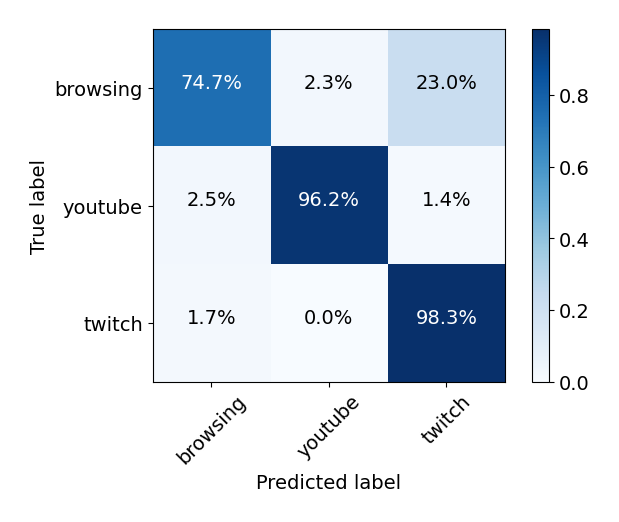 browsing 74.7% 2.3% 23.0%
youtube 2.5% 96.2% 1.4%
twitch 1.7% 0.0% 98.3%
browsing youtube twitch
Predicted label
True label
0.8
0.6
0.4
0.2
0.0